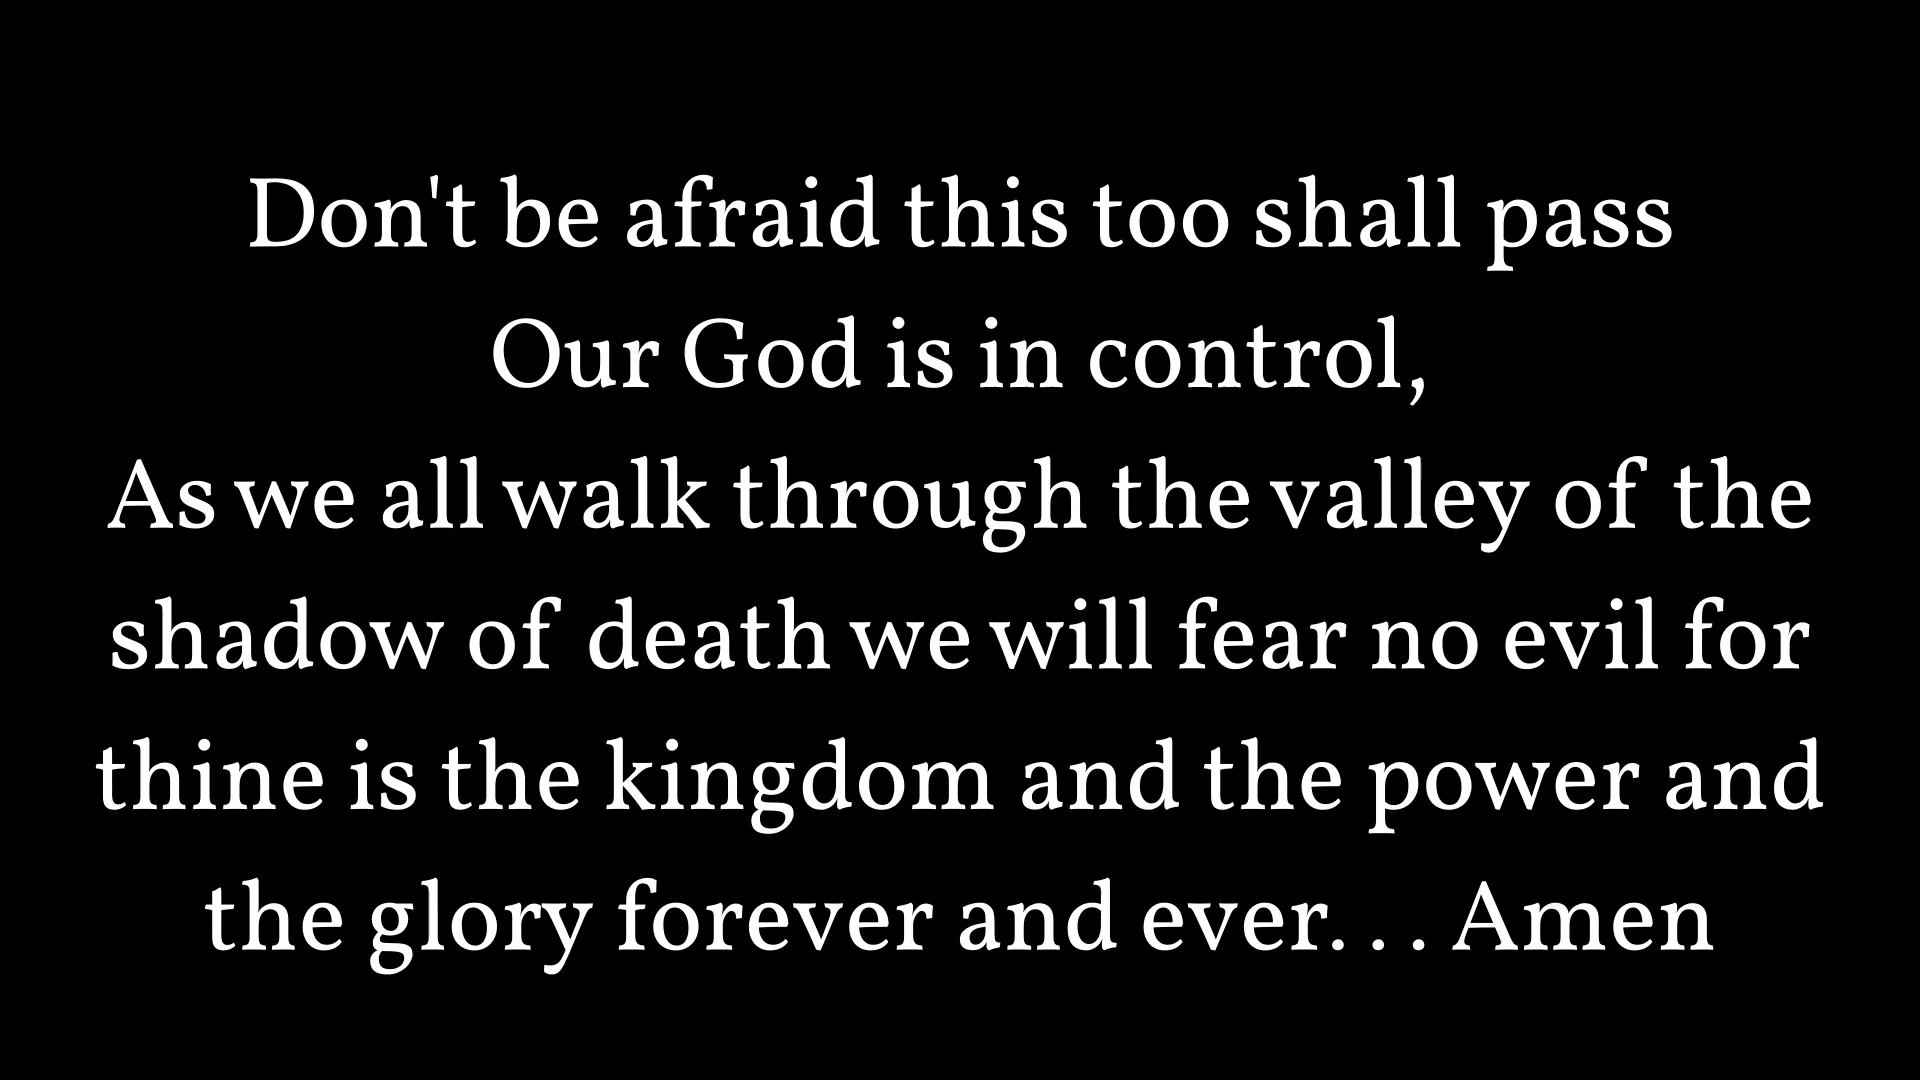 Don't be afraid this too shall pass
Our God is in control,
As we all walk through the valley of the
shadow of death we will fear no evil for
thine is the kingdom and the power and
the glory forever and ever. . . Amen